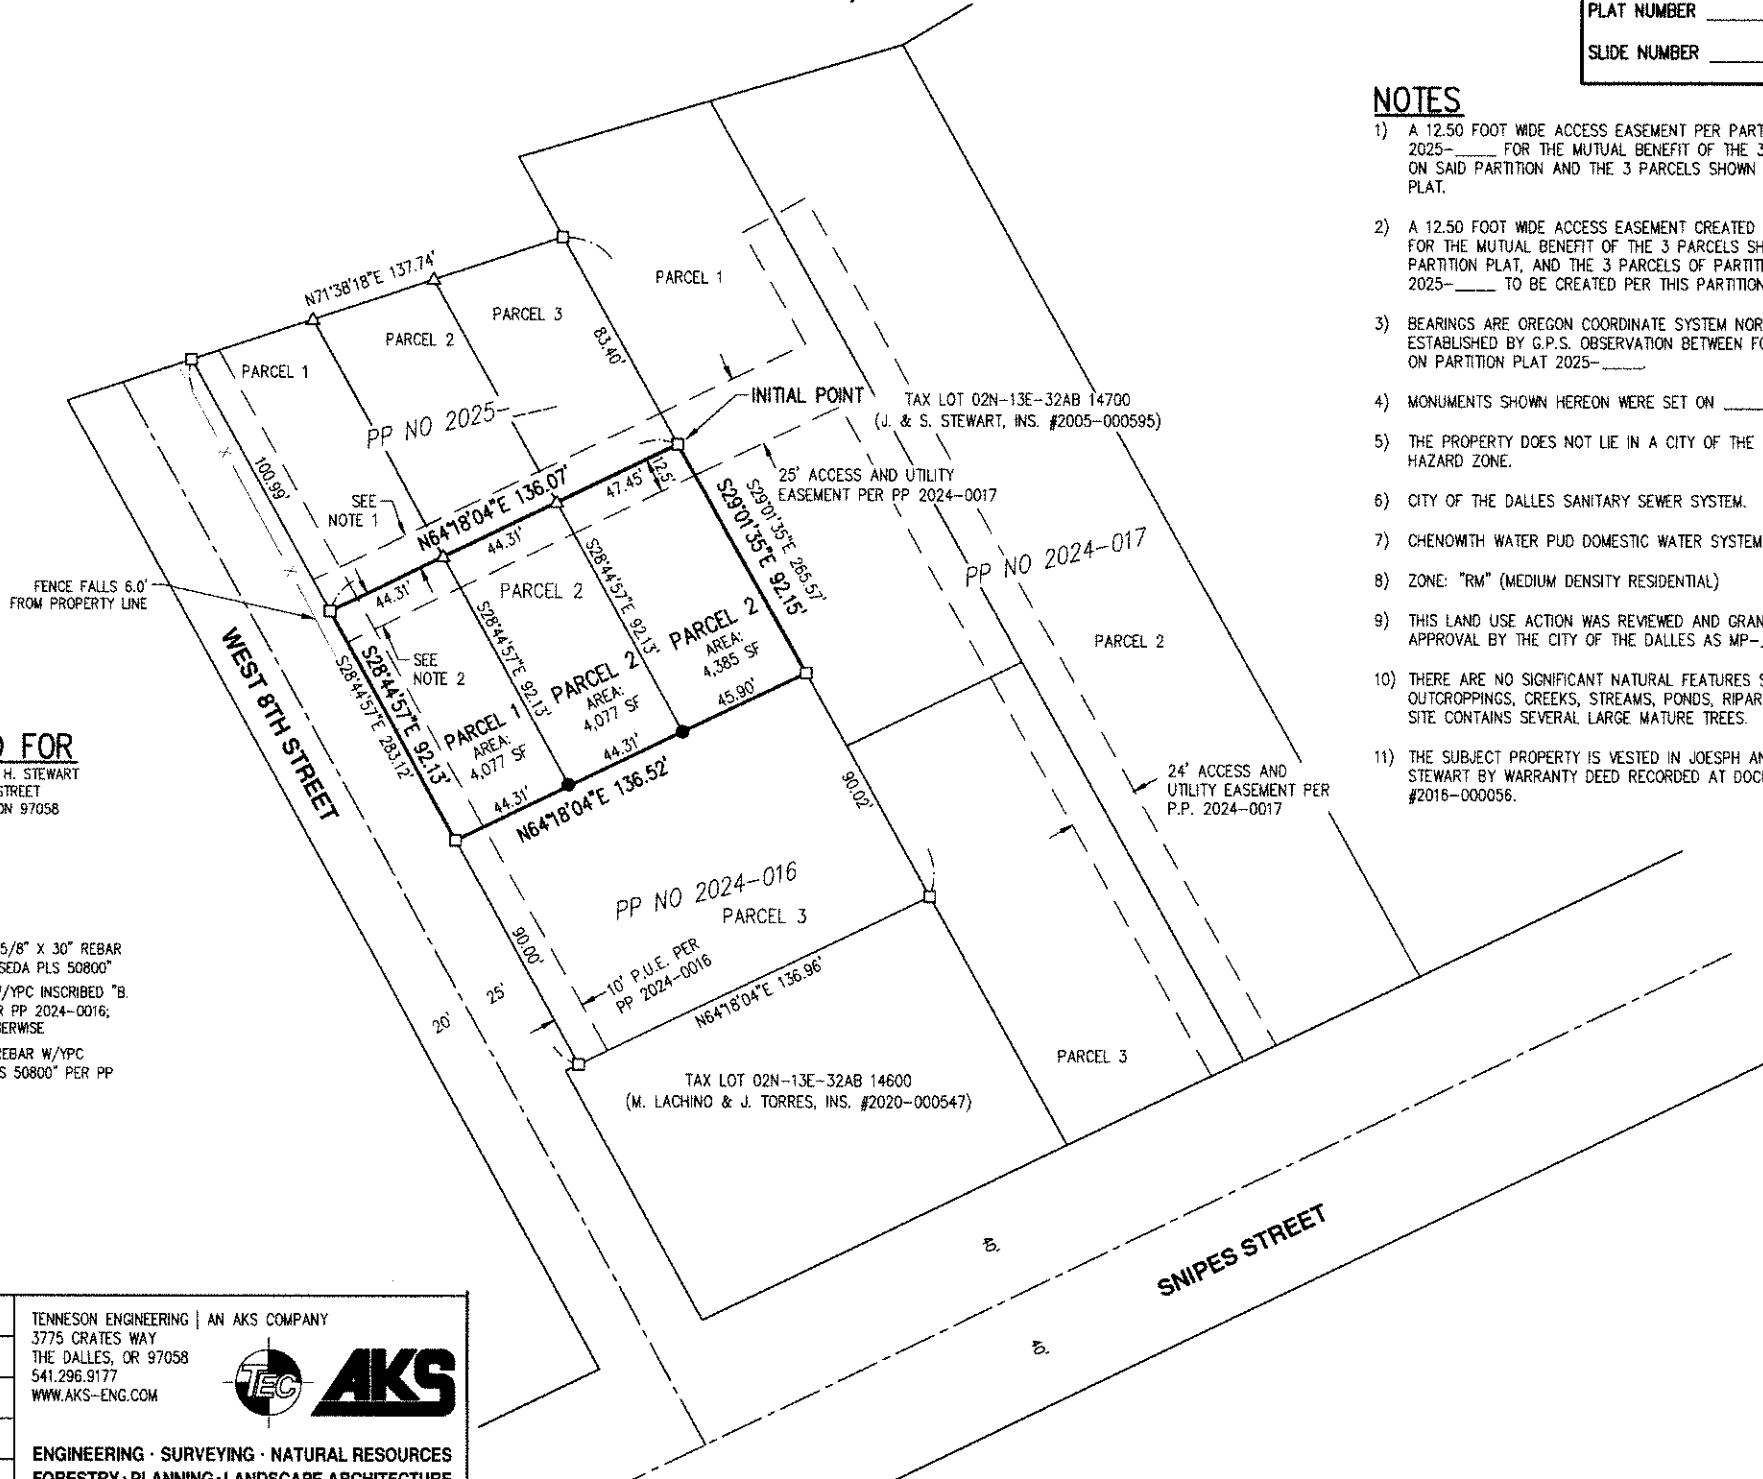 PLAT NUMBER
SLIDE NUMBER
NOTES
1) A 12.50 FOOT WIDE ACCESS EASEMENT PER
2025-____ FOR THE MUTUAL BENEFIT OF THE 3
ON SAID PARTITION AND THE 3 PARCELS SHOWN
PLAT.
2) A 12.50 FOOT WIDE ACCESS EASEMENT CREATED
FOR THE MUTUAL BENEFIT OF THE 3 PARCELS
PARTITION PLAT, AND THE 3 PARCELS OF
2025-____ TO BE CREATED PER THIS PARTITION
3) BEARINGS ARE OREGON COORDINATE SYSTEM
ESTABLISHED BY G.P.S. OBSERVATION BETWEEN
ON PARTITION PLAT 2025-____.
4) MONUMENTS SHOWN HEREON WERE SET ON ____
5) THE PROPERTY DOES NOT LIE IN A CITY OF THE
HAZARD ZONE.
6) CITY OF THE DALLES SANITARY SEWER SYSTEM.
7) CHENOWITH WATER PUD DOMESTIC WATER SYSTEM
8) ZONE: "RM" (MEDIUM DENSITY RESIDENTIAL)
9) THIS LAND USE ACTION WAS REVIEWED AND
APPROVAL BY THE CITY OF THE DALLES AS MP-
10) THERE ARE NO SIGNIFICANT NATURAL FEATURES
OUTCROPPINGS, CREEKS, STREAMS, PONDS,
SITE CONTAINS SEVERAL LARGE MATURE TREES.
11) THE SUBJECT PROPERTY IS VESTED IN JOESPH
STEWART BY WARRANTY DEED RECORDED AT
#2016-000056.
N71°38'18"E 137.74'
PARCEL 1
PARCEL 2
PARCEL 3
PARCEL 1
83.40'
100.99'
PP NO 2025-____
INITIAL POINT
TAX LOT 02N-13E-32AB 14700
(J. & S. STEWART, INS. #2005-000595)
25' ACCESS AND UTILITY
EASEMENT PER PP 2024-0017
SEE
NOTE 1
N64°18'04"E 136.07'
44.31'
44.31'
47.45'
12.5'
S29°01'35"E 265.57'
S29°01'35"E 92.15'
FENCE FALLS 6.0'
FROM PROPERTY LINE
PARCEL 2
S28°44'57"E 92.13'
S28°44'57"E 92.13'
SEE
NOTE 2
WEST 8TH STREET
S28°44'57"E 92.13'
S28°44'57"E 283.12'
PARCEL 1
AREA:
4,077 SF
PARCEL 2
AREA:
4,077 SF
PARCEL 2
AREA:
4,385 SF
44.31'
44.31'
45.90'
N64°18'04"E 136.52'
PP NO 2024-017
PARCEL 2
24' ACCESS AND
UTILITY EASEMENT PER
P.P. 2024-0017
90.02'
PP NO 2024-016
PARCEL 3
90.00'
10' P.U.E. PER
PP 2024-0016
N64°18'04"E 136.96'
25'
20'
PARCEL 3
TAX LOT 02N-13E-32AB 14600
(M. LACHINO & J. TORRES, INS. #2020-000547)
40'
SNIPES STREET
40'
FOR
H. STEWART
STREET
97058
5/8" X 30" REBAR
PLS 50800"
W/YPC INSCRIBED "B.
PP 2024-0016;
REBAR W/YPC
50800" PER PP
TENNESON ENGINEERING | AN AKS COMPANY
3775 CRATES WAY
THE DALLES, OR 97058
541.296.9177
WWW.AKS-ENG.COM
TEC
AKS
ENGINEERING · SURVEYING · NATURAL RESOURCES
FORESTRY · PLANNING · LANDSCAPE ARCHITECTURE